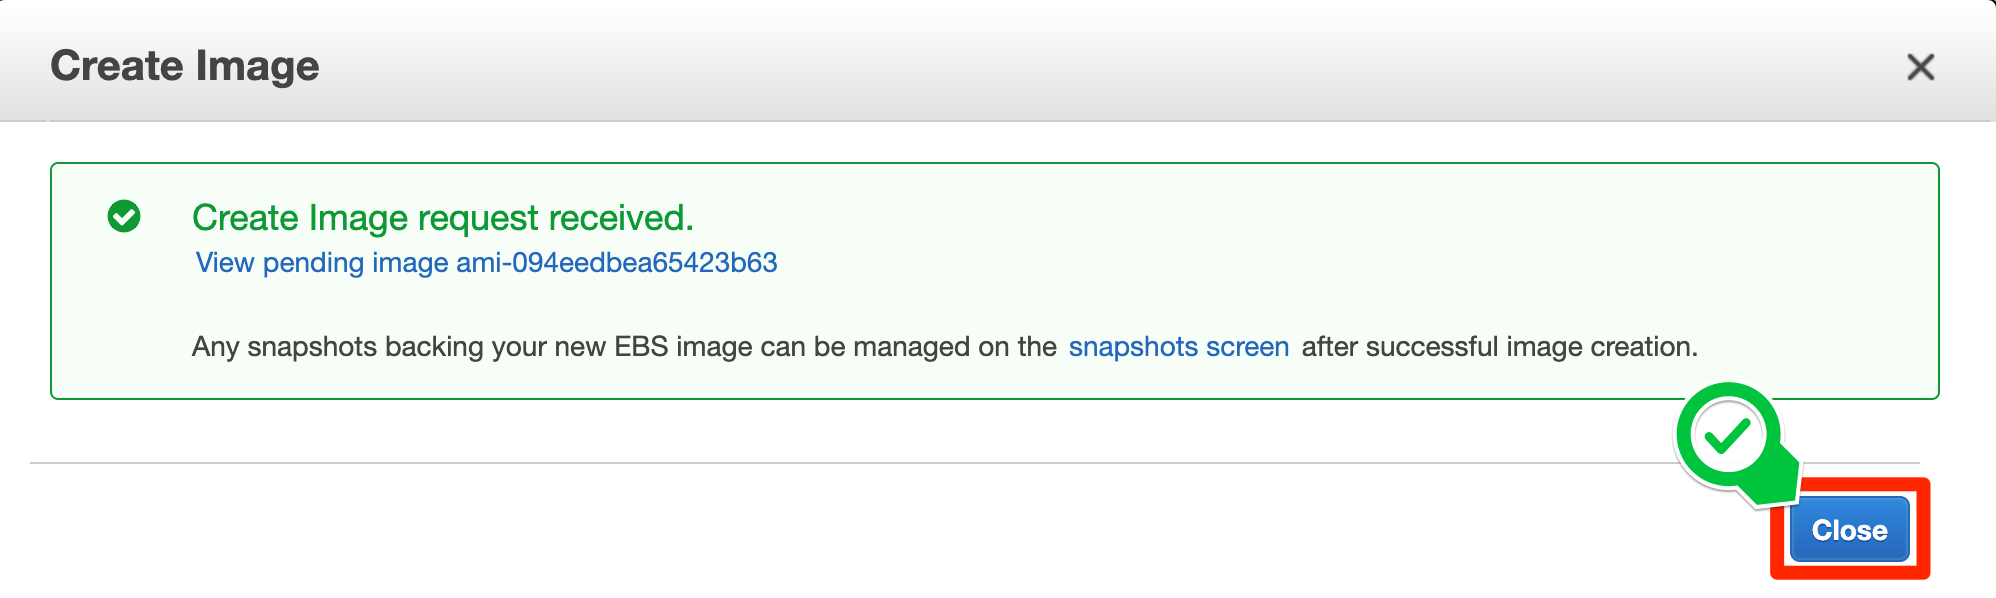 Create Image
Create Image request received.
View pending image ami-094eedbea65423b63
Any snapshots backing your new EBS image can be managed on the snapshots screen after successful image creation.
Close